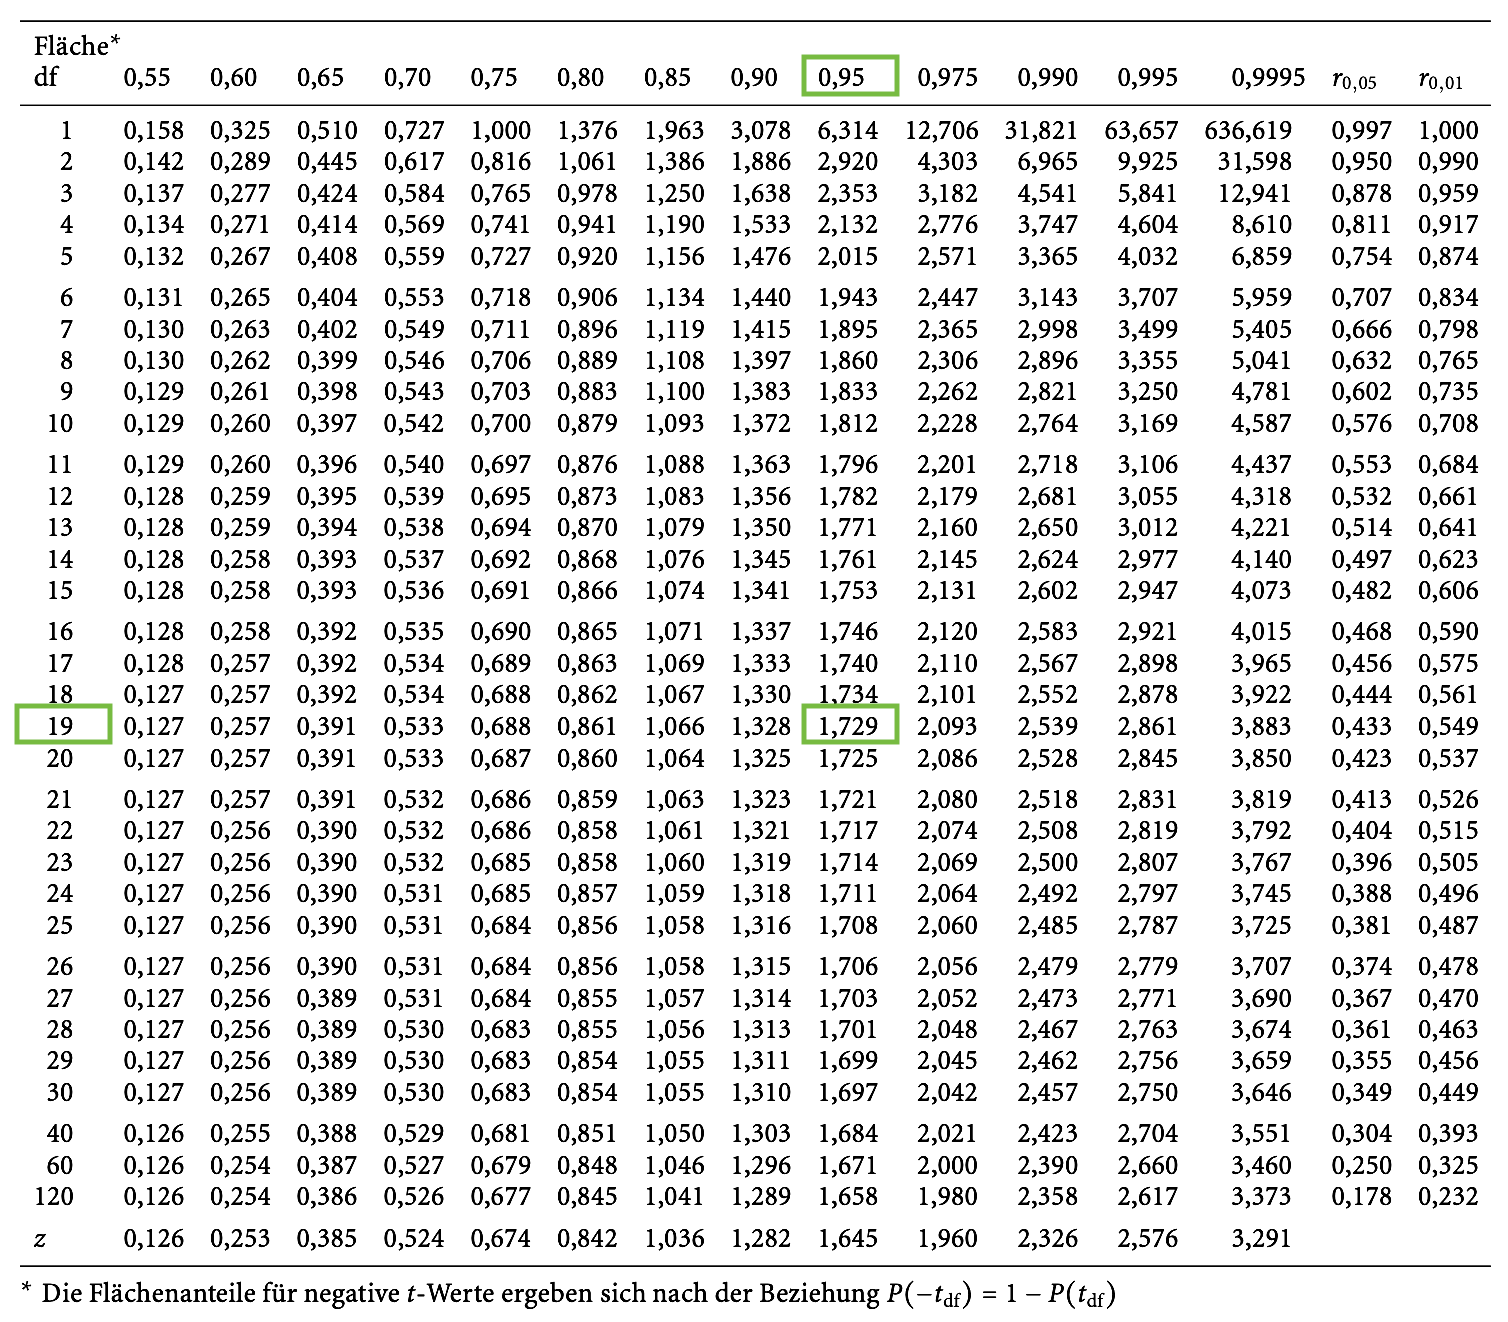 Fläche*
df 0,55 0,60 0,65 0,70 0,75 0,80 0,85 0,90 0,95 0,975 0,990 0,995 0,9995 r0,05 r0,01
1 0,158 0,325 0,510 0,727 1,000 1,376 1,963 3,078 6,314 12,706 31,821 63,657 636,619 0,997 1,000
2 0,142 0,289 0,445 0,617 0,816 1,061 1,386 1,886 2,920 4,303 6,965 9,925 31,598 0,950 0,990
3 0,137 0,277 0,424 0,584 0,765 0,978 1,250 1,638 2,353 3,182 4,541 5,841 12,941 0,878 0,959
4 0,134 0,271 0,414 0,569 0,741 0,941 1,190 1,533 2,132 2,776 3,747 4,604 8,610 0,811 0,917
5 0,132 0,267 0,408 0,559 0,727 0,920 1,156 1,476 2,015 2,571 3,365 4,032 6,859 0,754 0,874
6 0,131 0,265 0,404 0,553 0,718 0,906 1,134 1,440 1,943 2,447 3,143 3,707 5,959 0,707 0,834
7 0,130 0,263 0,402 0,549 0,711 0,896 1,119 1,415 1,895 2,365 2,998 3,499 5,405 0,666 0,798
8 0,130 0,262 0,399 0,546 0,706 0,889 1,108 1,397 1,860 2,306 2,896 3,355 5,041 0,632 0,765
9 0,129 0,261 0,398 0,543 0,703 0,883 1,100 1,383 1,833 2,262 2,821 3,250 4,781 0,602 0,735
10 0,129 0,260 0,397 0,542 0,700 0,879 1,093 1,372 1,812 2,228 2,764 3,169 4,587 0,576 0,708
11 0,129 0,260 0,396 0,540 0,697 0,876 1,088 1,363 1,796 2,201 2,718 3,106 4,437 0,553 0,684
12 0,128 0,259 0,395 0,539 0,695 0,873 1,083 1,356 1,782 2,179 2,681 3,055 4,318 0,532 0,661
13 0,128 0,259 0,394 0,538 0,694 0,870 1,079 1,350 1,771 2,160 2,650 3,012 4,221 0,514 0,641
14 0,128 0,258 0,393 0,537 0,692 0,868 1,076 1,345 1,761 2,145 2,624 2,977 4,140 0,497 0,623
15 0,128 0,258 0,393 0,536 0,691 0,866 1,074 1,341 1,753 2,131 2,602 2,947 4,073 0,482 0,606
16 0,128 0,258 0,392 0,535 0,690 0,865 1,071 1,337 1,746 2,120 2,583 2,921 4,015 0,468 0,590
17 0,128 0,257 0,392 0,534 0,689 0,863 1,069 1,333 1,740 2,110 2,567 2,898 3,965 0,456 0,575
18 0,127 0,257 0,392 0,534 0,688 0,862 1,067 1,330 1,734 2,101 2,552 2,878 3,922 0,444 0,561
19 0,127 0,257 0,391 0,533 0,688 0,861 1,066 1,328 1,729 2,093 2,539 2,861 3,883 0,433 0,549
20 0,127 0,257 0,391 0,533 0,687 0,860 1,064 1,325 1,725 2,086 2,528 2,845 3,850 0,423 0,537
21 0,127 0,257 0,391 0,532 0,686 0,859 1,063 1,323 1,721 2,080 2,518 2,831 3,819 0,413 0,526
22 0,127 0,256 0,390 0,532 0,686 0,858 1,061 1,321 1,717 2,074 2,508 2,819 3,792 0,404 0,515
23 0,127 0,256 0,390 0,532 0,685 0,858 1,060 1,319 1,714 2,069 2,500 2,807 3,767 0,396 0,505
24 0,127 0,256 0,390 0,531 0,685 0,857 1,059 1,318 1,711 2,064 2,492 2,797 3,745 0,388 0,496
25 0,127 0,256 0,390 0,531 0,684 0,856 1,058 1,316 1,708 2,060 2,485 2,787 3,725 0,381 0,487
26 0,127 0,256 0,390 0,531 0,684 0,856 1,058 1,315 1,706 2,056 2,479 2,779 3,707 0,374 0,478
27 0,127 0,256 0,389 0,531 0,684 0,855 1,057 1,314 1,703 2,052 2,473 2,771 3,690 0,367 0,470
28 0,127 0,256 0,389 0,530 0,683 0,855 1,056 1,313 1,701 2,048 2,467 2,763 3,674 0,361 0,463
29 0,127 0,256 0,389 0,530 0,683 0,854 1,055 1,311 1,699 2,045 2,462 2,756 3,659 0,355 0,456
30 0,127 0,256 0,389 0,530 0,683 0,854 1,055 1,310 1,697 2,042 2,457 2,750 3,646 0,349 0,449
40 0,126 0,255 0,388 0,529 0,681 0,851 1,050 1,303 1,684 2,021 2,423 2,704 3,551 0,304 0,393
60 0,126 0,254 0,387 0,527 0,679 0,848 1,046 1,296 1,671 2,000 2,390 2,660 3,460 0,250 0,325
120 0,126 0,254 0,386 0,526 0,677 0,845 1,041 1,289 1,658 1,980 2,358 2,617 3,373 0,178 0,232
z 0,126 0,253 0,385 0,524 0,674 0,842 1,036 1,282 1,645 1,960 2,326 2,576 3,291
* Die Flächenanteile für negative t-Werte ergeben sich nach der Beziehung P(−tdf) = 1 − P(tdf)